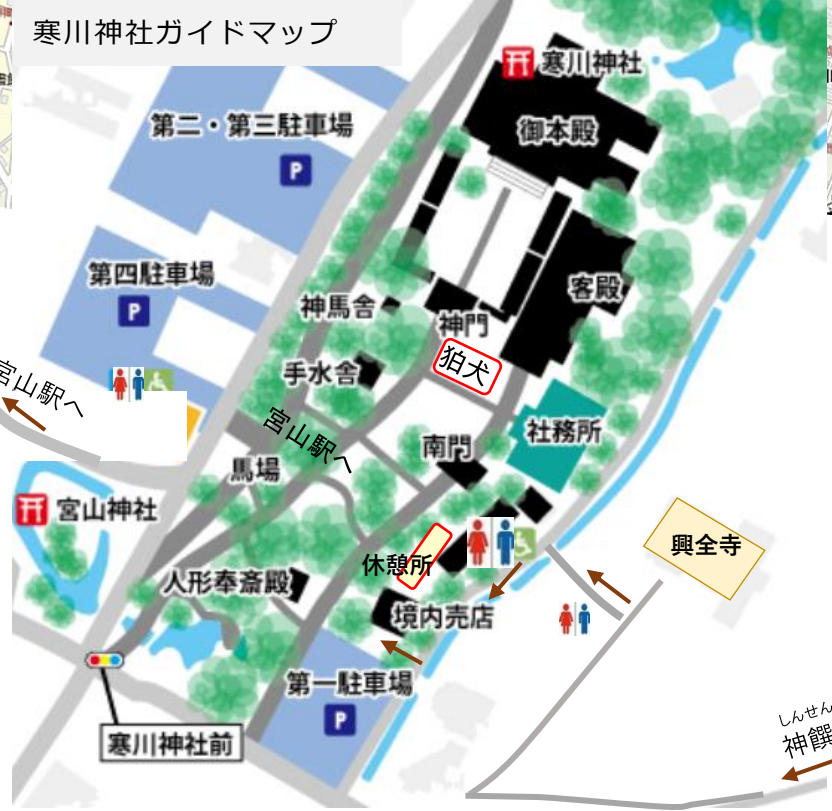 寒川神社ガイドマップ
寒川神社
第二・第三駐車場
P
御本殿
第四駐車場
P
客殿
神馬舎
神門
狛犬
手水舎
宮山駅へ
宮山駅へ
社務所
南門
馬場
宮山神社
興全寺
休憩所
人形奉斎殿
境内売店
第一駐車場
P
寒川神社前
しんせん
神饌